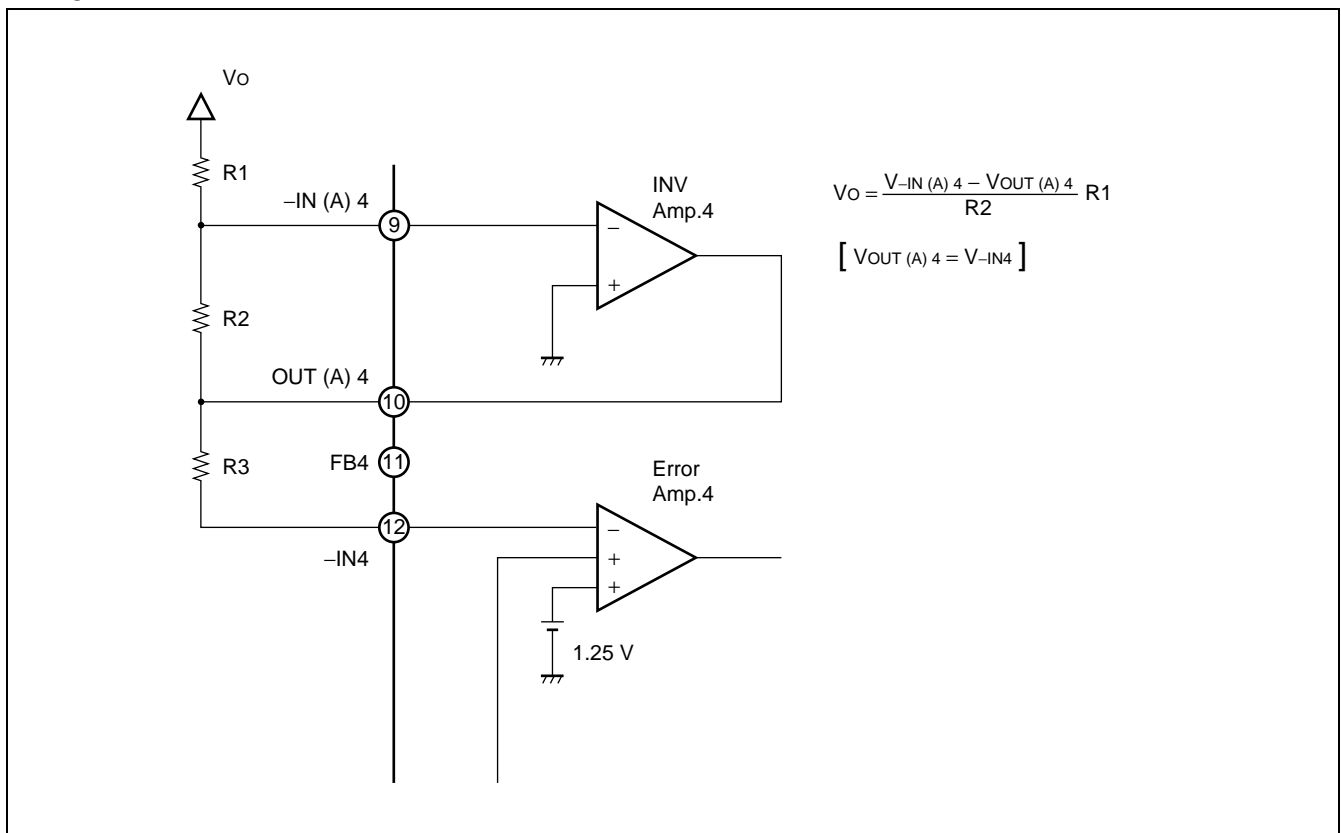 VO
R1
–IN (A) 4
9
INV
Amp.4
–
+
VO = V–IN (A) 4 – VOUT (A) 4 / R2 R1
[ VOUT (A) 4 = V–IN4 ]
R2
OUT (A) 4
10
R3
FB4 11
Error
Amp.4
12
–IN4
–
+
+
1.25 V